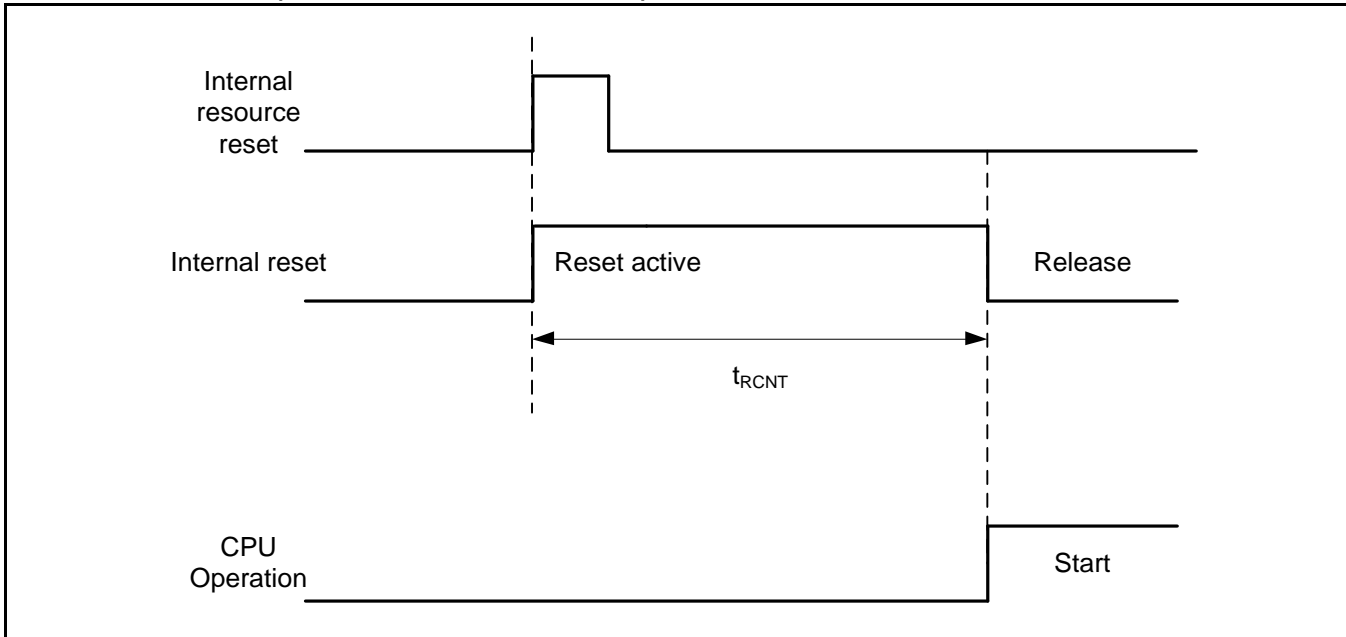 Internal
resource
reset
Internal reset
Reset active
Release
tRCNT
CPU
Operation
Start